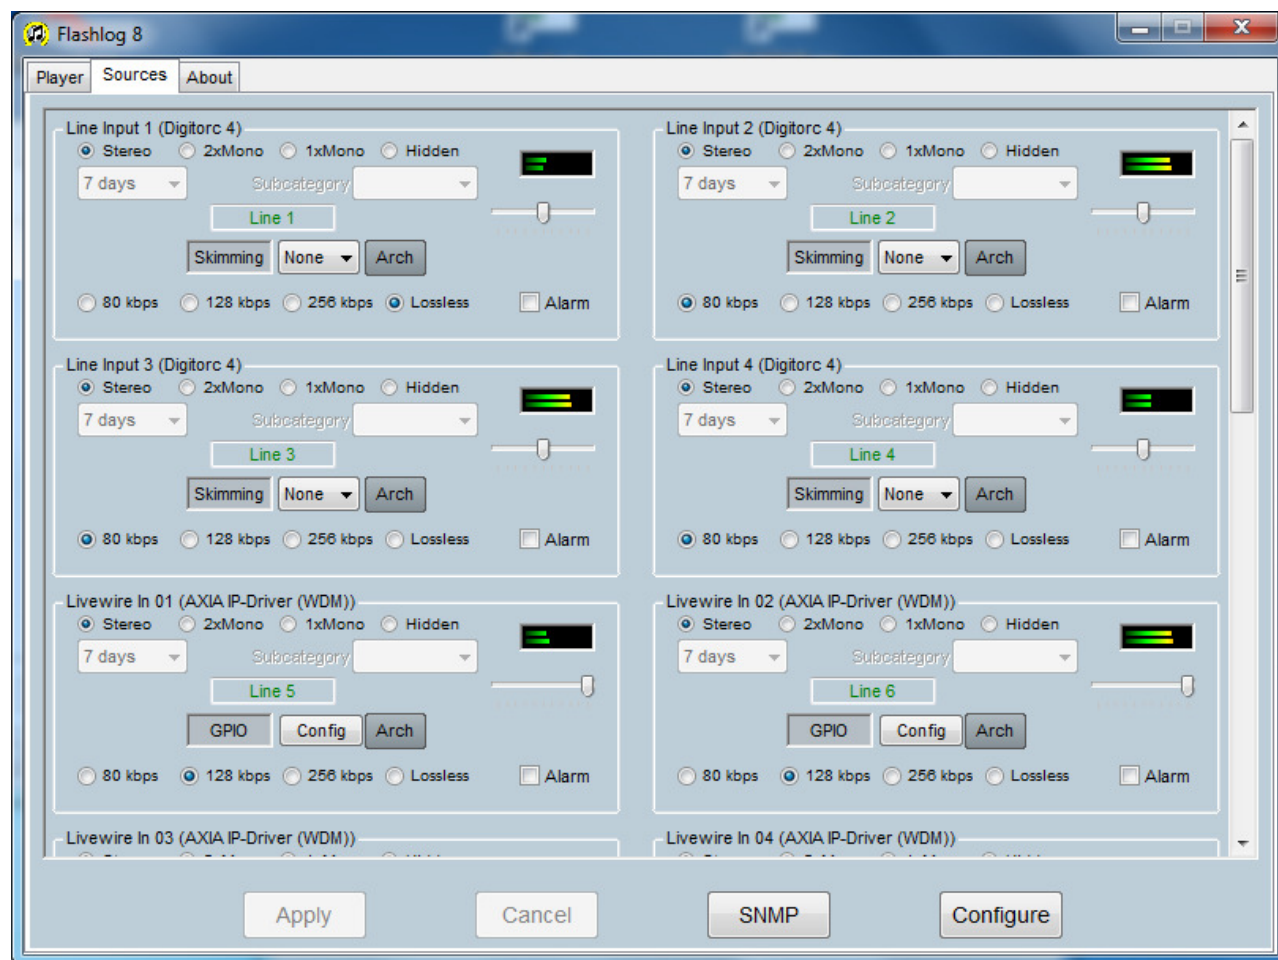 Flashlog 8
Player Sources About
Line Input 1 (Digitorc 4)
Stereo 2xMono 1xMono Hidden
7 days Subcategory
Line 1
Skimming None Arch
80 kbps 128 kbps 256 kbps Lossless Alarm
Line Input 2 (Digitorc 4)
Stereo 2xMono 1xMono Hidden
7 days Subcategory
Line 2
Skimming None Arch
80 kbps 128 kbps 256 kbps Lossless Alarm
Line Input 3 (Digitorc 4)
Stereo 2xMono 1xMono Hidden
7 days Subcategory
Line 3
Skimming None Arch
80 kbps 128 kbps 256 kbps Lossless Alarm
Line Input 4 (Digitorc 4)
Stereo 2xMono 1xMono Hidden
7 days Subcategory
Line 4
Skimming None Arch
80 kbps 128 kbps 256 kbps Lossless Alarm
Livewire In 01 (AXIA IP-Driver (WDM))
Stereo 2xMono 1xMono Hidden
7 days Subcategory
Line 5
GPIO Config Arch
80 kbps 128 kbps 256 kbps Lossless Alarm
Livewire In 02 (AXIA IP-Driver (WDM))
Stereo 2xMono 1xMono Hidden
7 days Subcategory
Line 6
GPIO Config Arch
80 kbps 128 kbps 256 kbps Lossless Alarm
Livewire In 03 (AXIA IP-Driver (WDM))
Livewire In 04 (AXIA IP-Driver (WDM))
Apply Cancel SNMP Configure